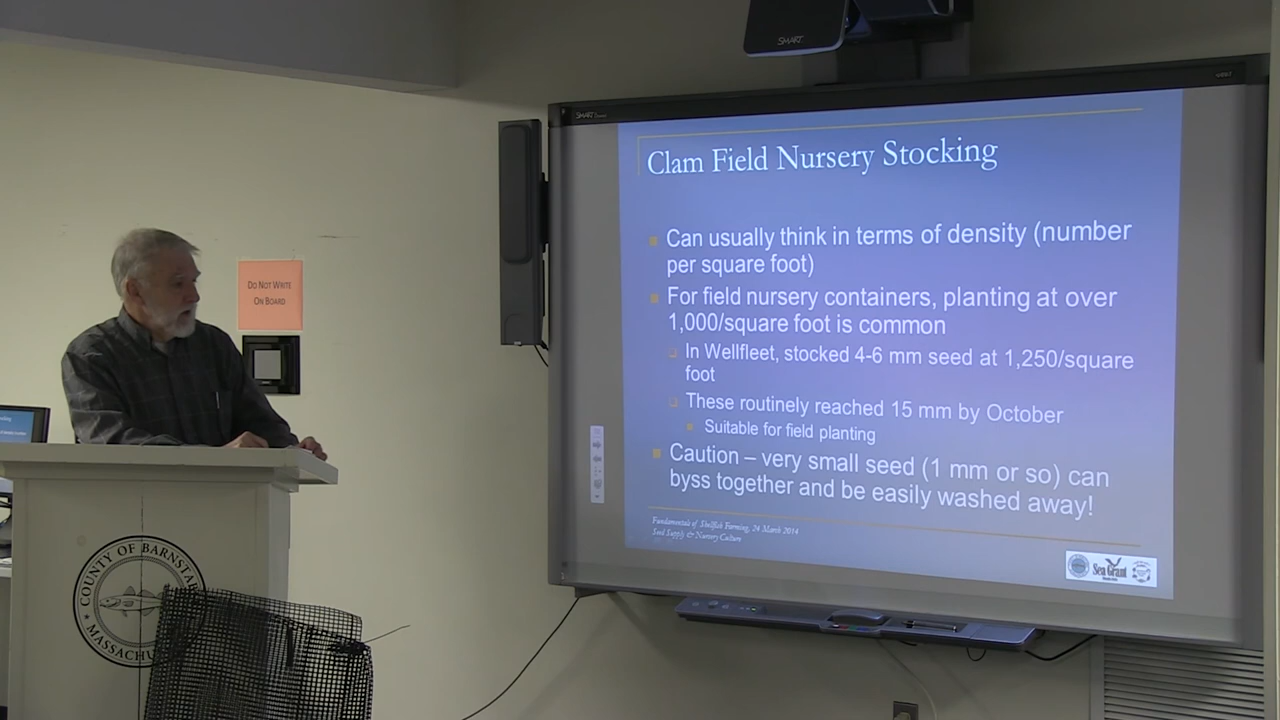 SMART
SMART
Clam Field Nursery Stocking
Can usually think in terms of density (number
per square foot)
For field nursery containers, planting at over
1,000/square foot is common
In Wellfleet, stocked 4-6 mm seed at 1,250/square
foot
These routinely reached 15 mm by October
Suitable for field planting
Caution – very small seed (1 mm or so) can
byss together and be easily washed away!
Fundamentals of Shellfish Farming, 24 March 2014
Seed Supply & Nursery Culture
Sea Grant
DO NOT WRITE
ON BOARD
COUNTY OF BARNSTAB
MASSACHU